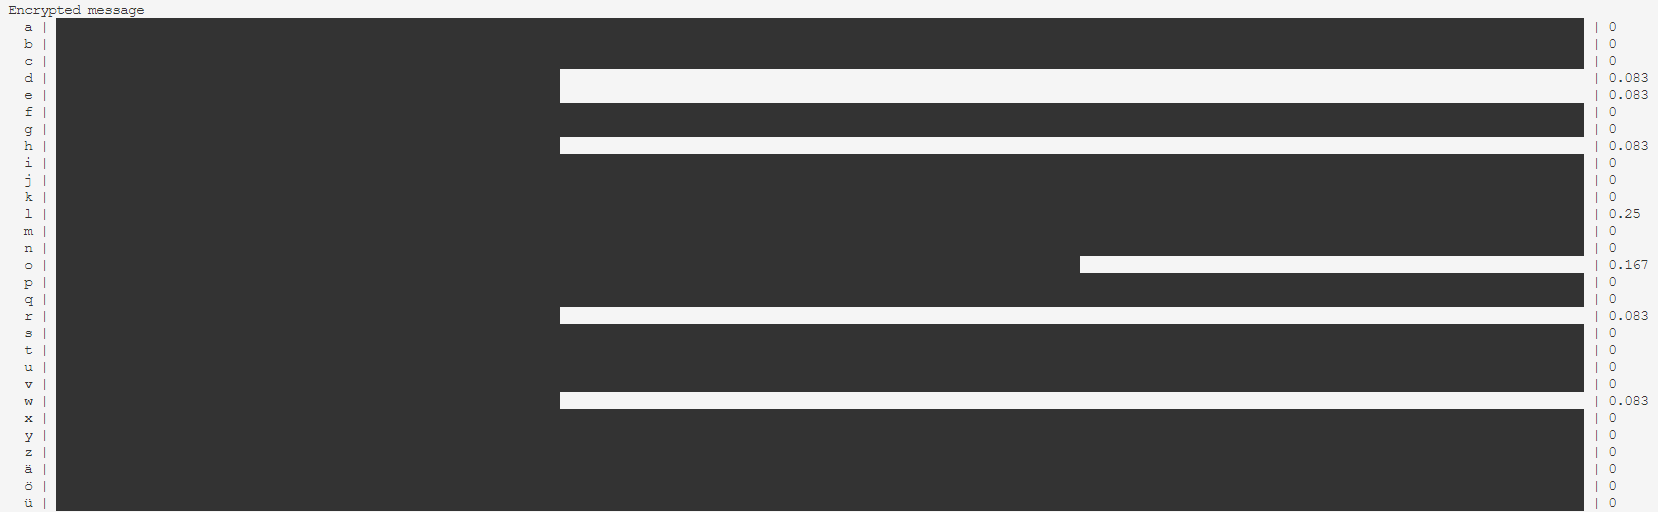 Encrypted message
a | | 0
b | | 0
c | | 0
d | | 0.083
e | | 0.083
f | | 0
g | | 0
h | | 0.083
i | | 0
j | | 0
k | | 0
l | | 0.25
m | | 0
n | | 0
o | | 0.167
p | | 0
q | | 0
r | | 0.083
s | | 0
t | | 0
u | | 0
v | | 0
w | | 0.083
x | | 0
y | | 0
z | | 0
ä | | 0
ö | | 0
ü | | 0